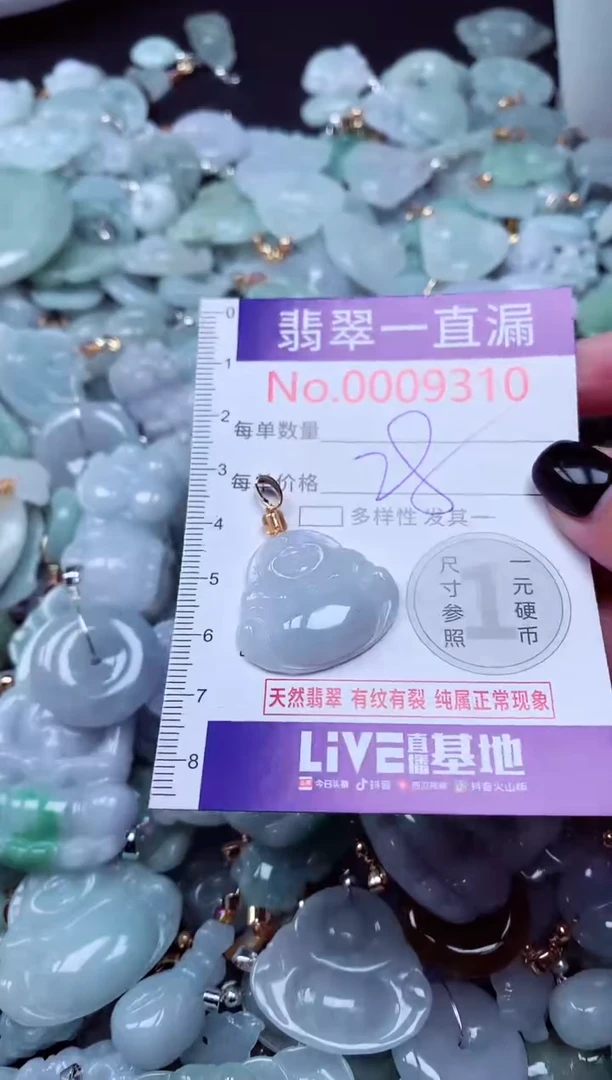 翡翠一直漏
No.0009310
每单数量
每单价格 28
多样性 发其一
尺寸参照 1 一元硬币
天然翡翠 有纹有裂 纯属正常现象
LiVE直播基地
今日头条 抖音 西瓜视频 抖音火山版
0
1
2
3
4
5
6
7
8